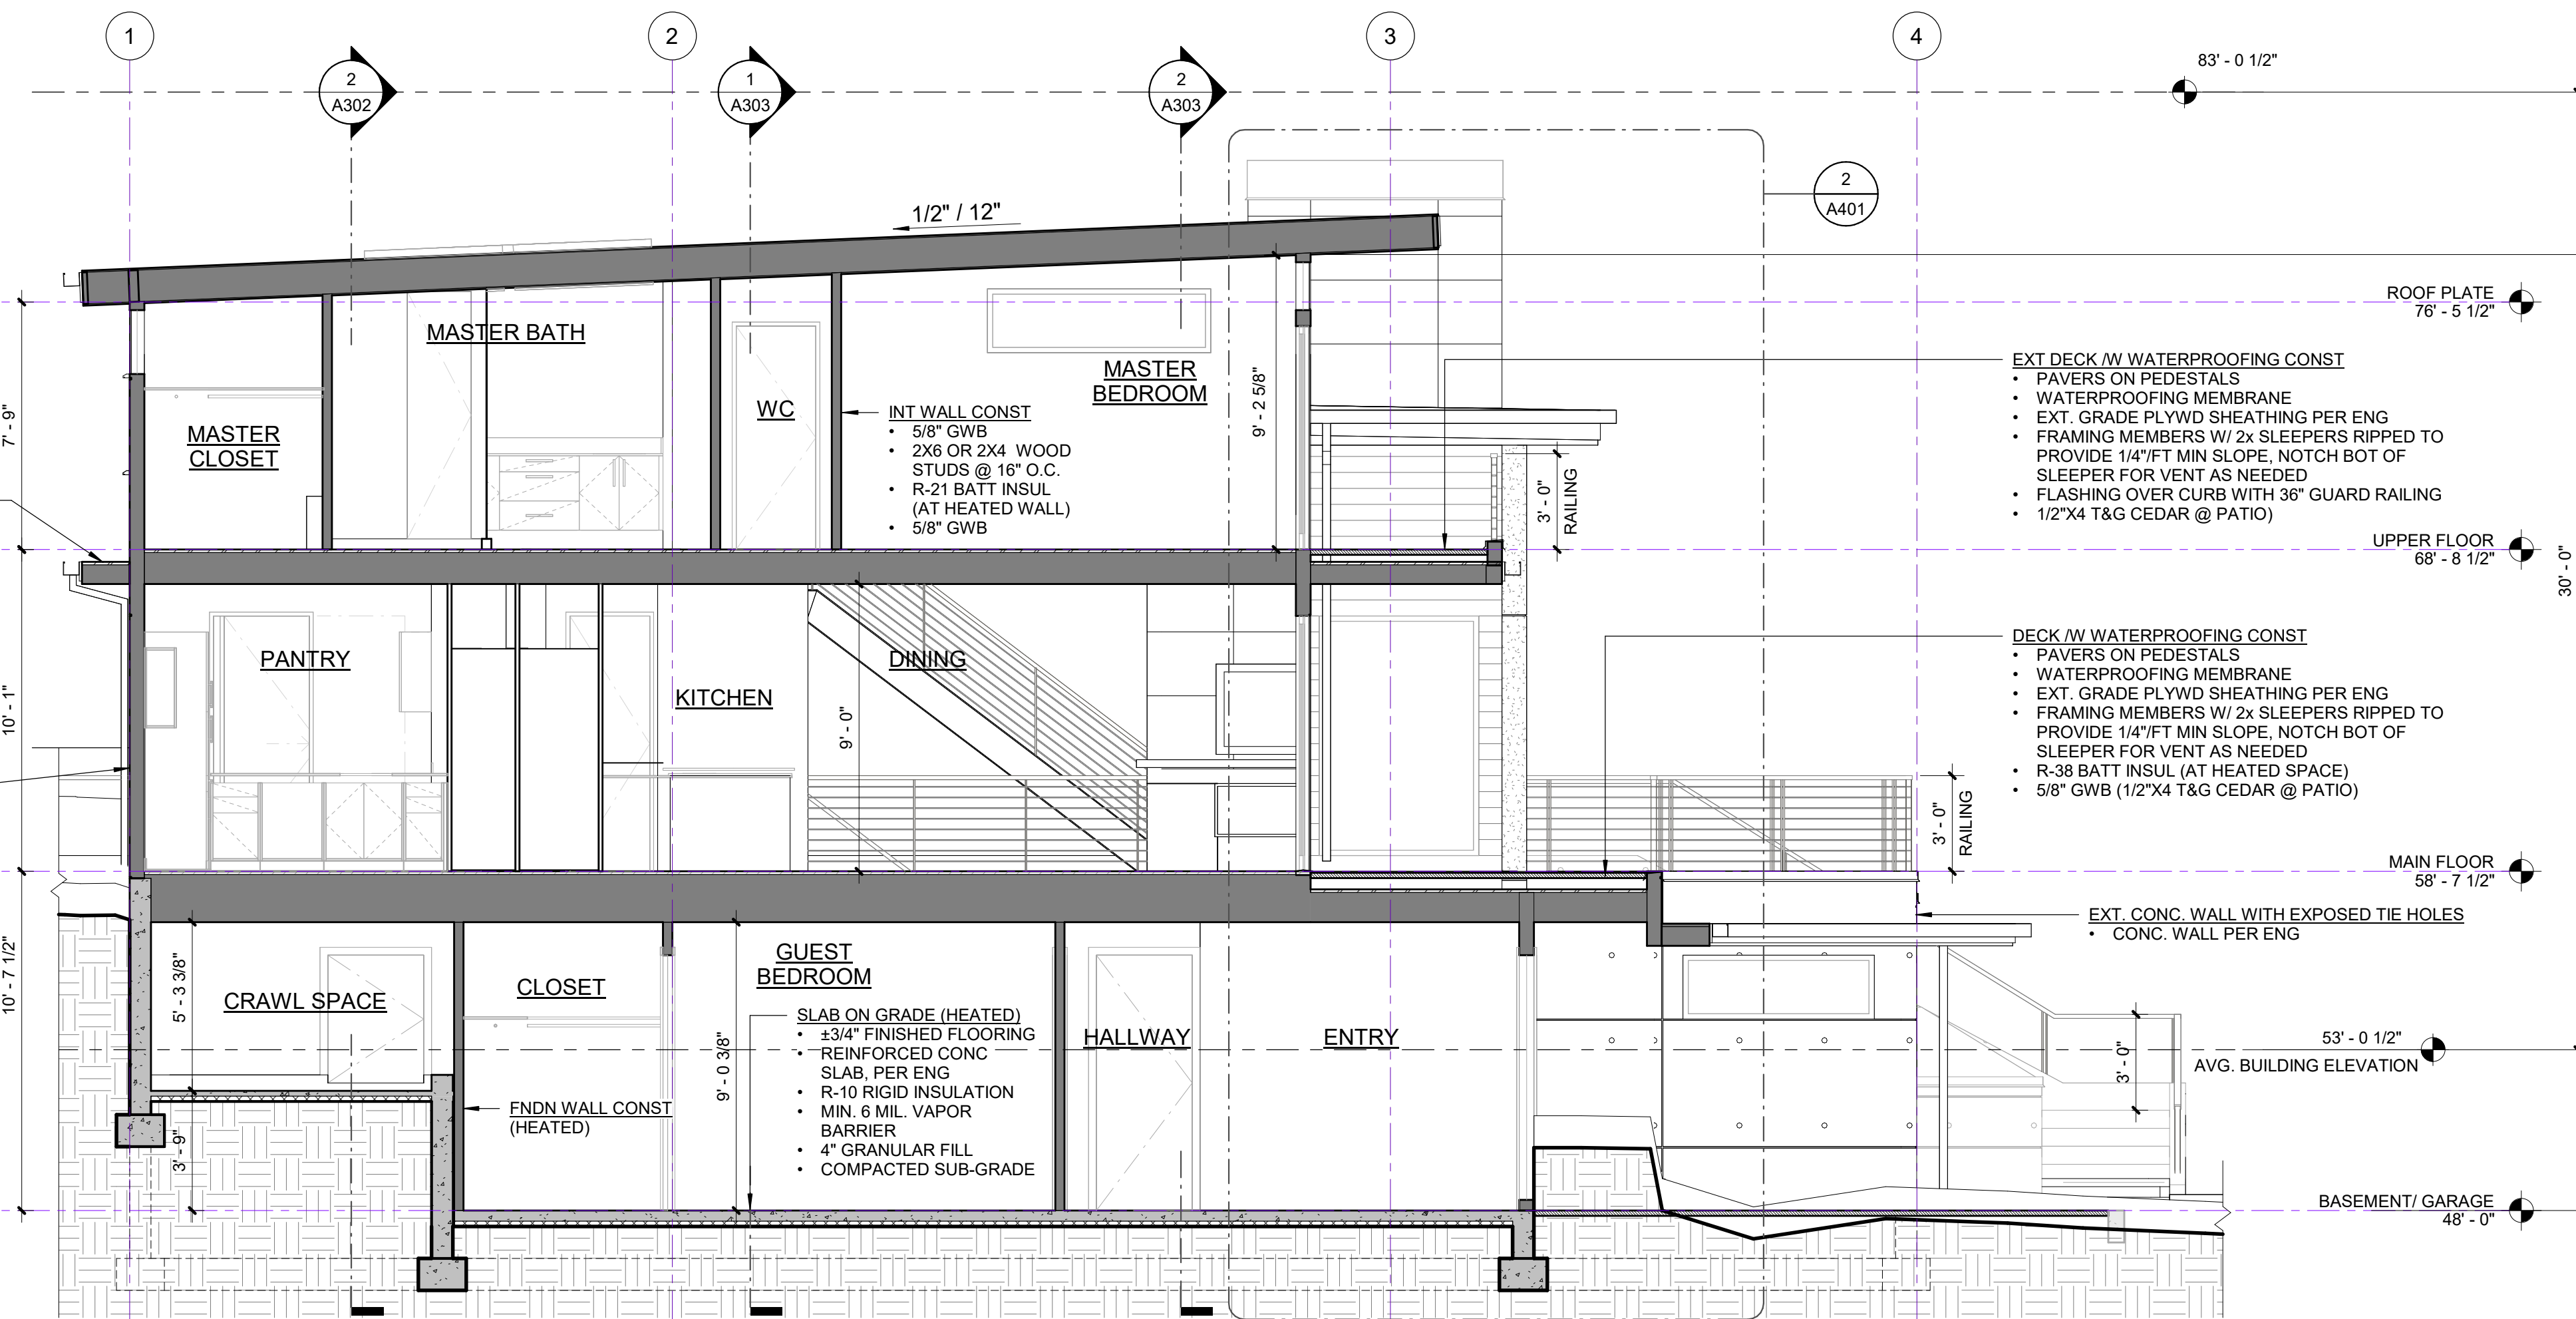 1
2
3
4
83' - 0 1/2"
2
A302
1
A303
2
A303
2
A401
1/2" / 12"
ROOF PLATE
76' - 5 1/2"
MASTER BATH
MASTER
BEDROOM
WC
MASTER
CLOSET
7' - 9"
9' - 2 5/8"
INT WALL CONST
• 5/8" GWB
• 2X6 OR 2X4 WOOD
STUDS @ 16" O.C.
• R-21 BATT INSUL
(AT HEATED WALL)
• 5/8" GWB
3' - 0"
RAILING
EXT DECK /W WATERPROOFING CONST
• PAVERS ON PEDESTALS
• WATERPROOFING MEMBRANE
• EXT. GRADE PLYWD SHEATHING PER ENG
• FRAMING MEMBERS W/ 2x SLEEPERS RIPPED TO
PROVIDE 1/4"/FT MIN SLOPE, NOTCH BOT OF
SLEEPER FOR VENT AS NEEDED
• FLASHING OVER CURB WITH 36" GUARD RAILING
• 1/2"X4 T&G CEDAR @ PATIO)
UPPER FLOOR
68' - 8 1/2"
30' - 0"
PANTRY
KITCHEN
DINING
10' - 1"
9' - 0"
DECK /W WATERPROOFING CONST
• PAVERS ON PEDESTALS
• WATERPROOFING MEMBRANE
• EXT. GRADE PLYWD SHEATHING PER ENG
• FRAMING MEMBERS W/ 2x SLEEPERS RIPPED TO
PROVIDE 1/4"/FT MIN SLOPE, NOTCH BOT OF
SLEEPER FOR VENT AS NEEDED
• R-38 BATT INSUL (AT HEATED SPACE)
• 5/8" GWB (1/2"X4 T&G CEDAR @ PATIO)
3' - 0"
RAILING
MAIN FLOOR
58' - 7 1/2"
EXT. CONC. WALL WITH EXPOSED TIE HOLES
• CONC. WALL PER ENG
10' - 7 1/2"
5' - 3 3/8"
CRAWL SPACE
CLOSET
GUEST
BEDROOM
9' - 0 3/8"
SLAB ON GRADE (HEATED)
• ±3/4" FINISHED FLOORING
• REINFORCED CONC
SLAB, PER ENG
• R-10 RIGID INSULATION
• MIN. 6 MIL. VAPOR
BARRIER
• 4" GRANULAR FILL
• COMPACTED SUB-GRADE
HALLWAY
ENTRY
3' - 0"
53' - 0 1/2"
AVG. BUILDING ELEVATION
FNDN WALL CONST
(HEATED)
3' - 9"
BASEMENT/ GARAGE
48' - 0"